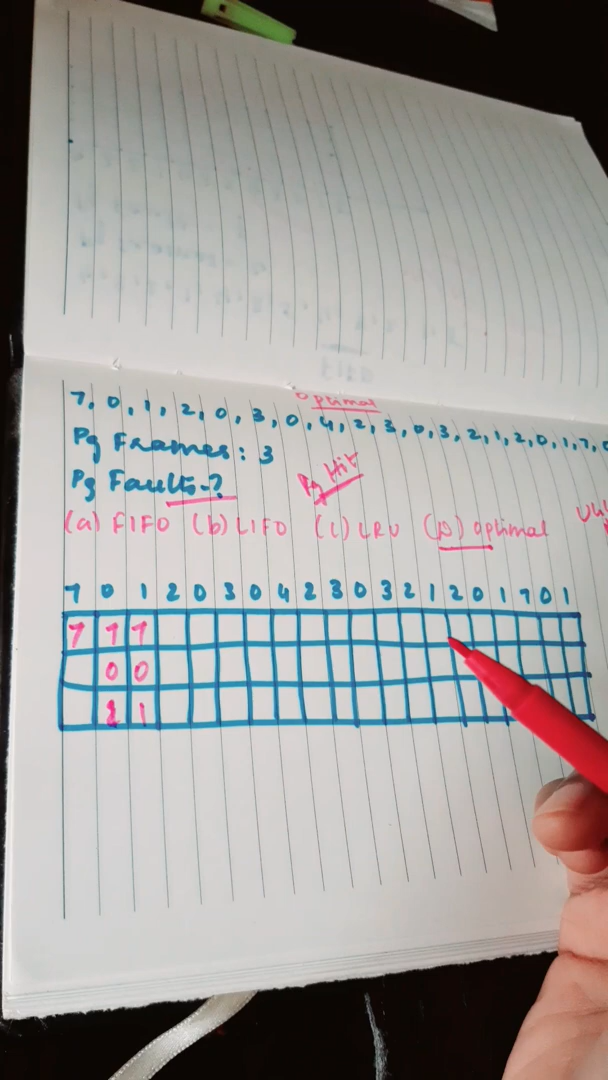 Optimal
7, 0, 1, 2, 0, 3, 0, 4, 2, 3, 0, 3, 2, 1, 2, 0, 1, 7, 0
Pg Frames: 3
Pg Hit
Pg Faults-?
(a) FIFO (b) LIFO (c) LRU (D) optimal
7 0 1 2 0 3 0 4 2 3 0 3 2 1 2 0 1 7 0 1
7 7 7
0 0
1